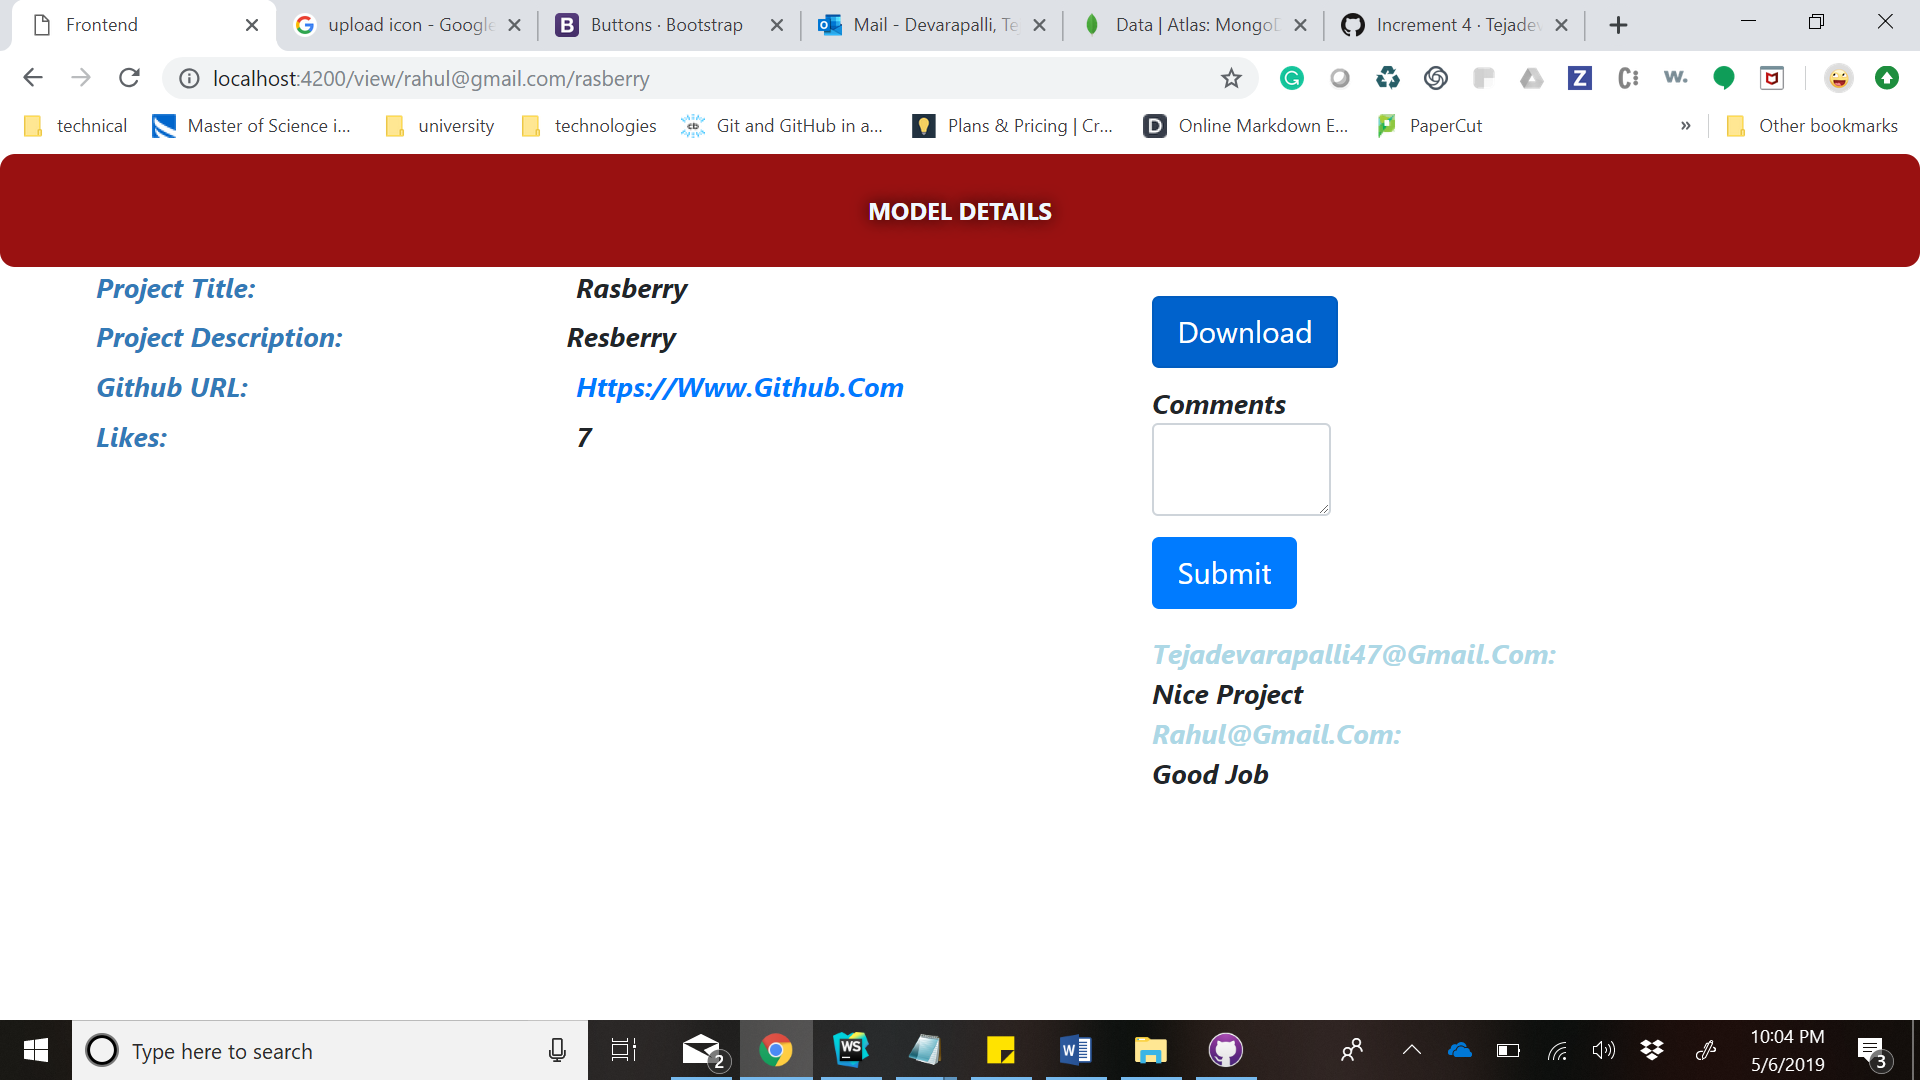 Frontend
upload icon - Google
Buttons · Bootstrap
Mail - Devarapalli, Te
Data | Atlas: MongoD
Increment 4 · Tejadev
localhost:4200/view/rahul@gmail.com/rasberry
technical
Master of Science i...
university
technologies
Git and GitHub in a...
Plans & Pricing | Cr...
Online Markdown E...
PaperCut
»
Other bookmarks
MODEL DETAILS
Project Title: Rasberry
Project Description: Resberry
Github URL: Https://Www.Github.Com
Likes: 7
Download
Comments
Submit
Tejadevarapalli47@Gmail.Com:
Nice Project
Rahul@Gmail.Com:
Good Job
Type here to search
2
WS
10:04 PM
5/6/2019
3